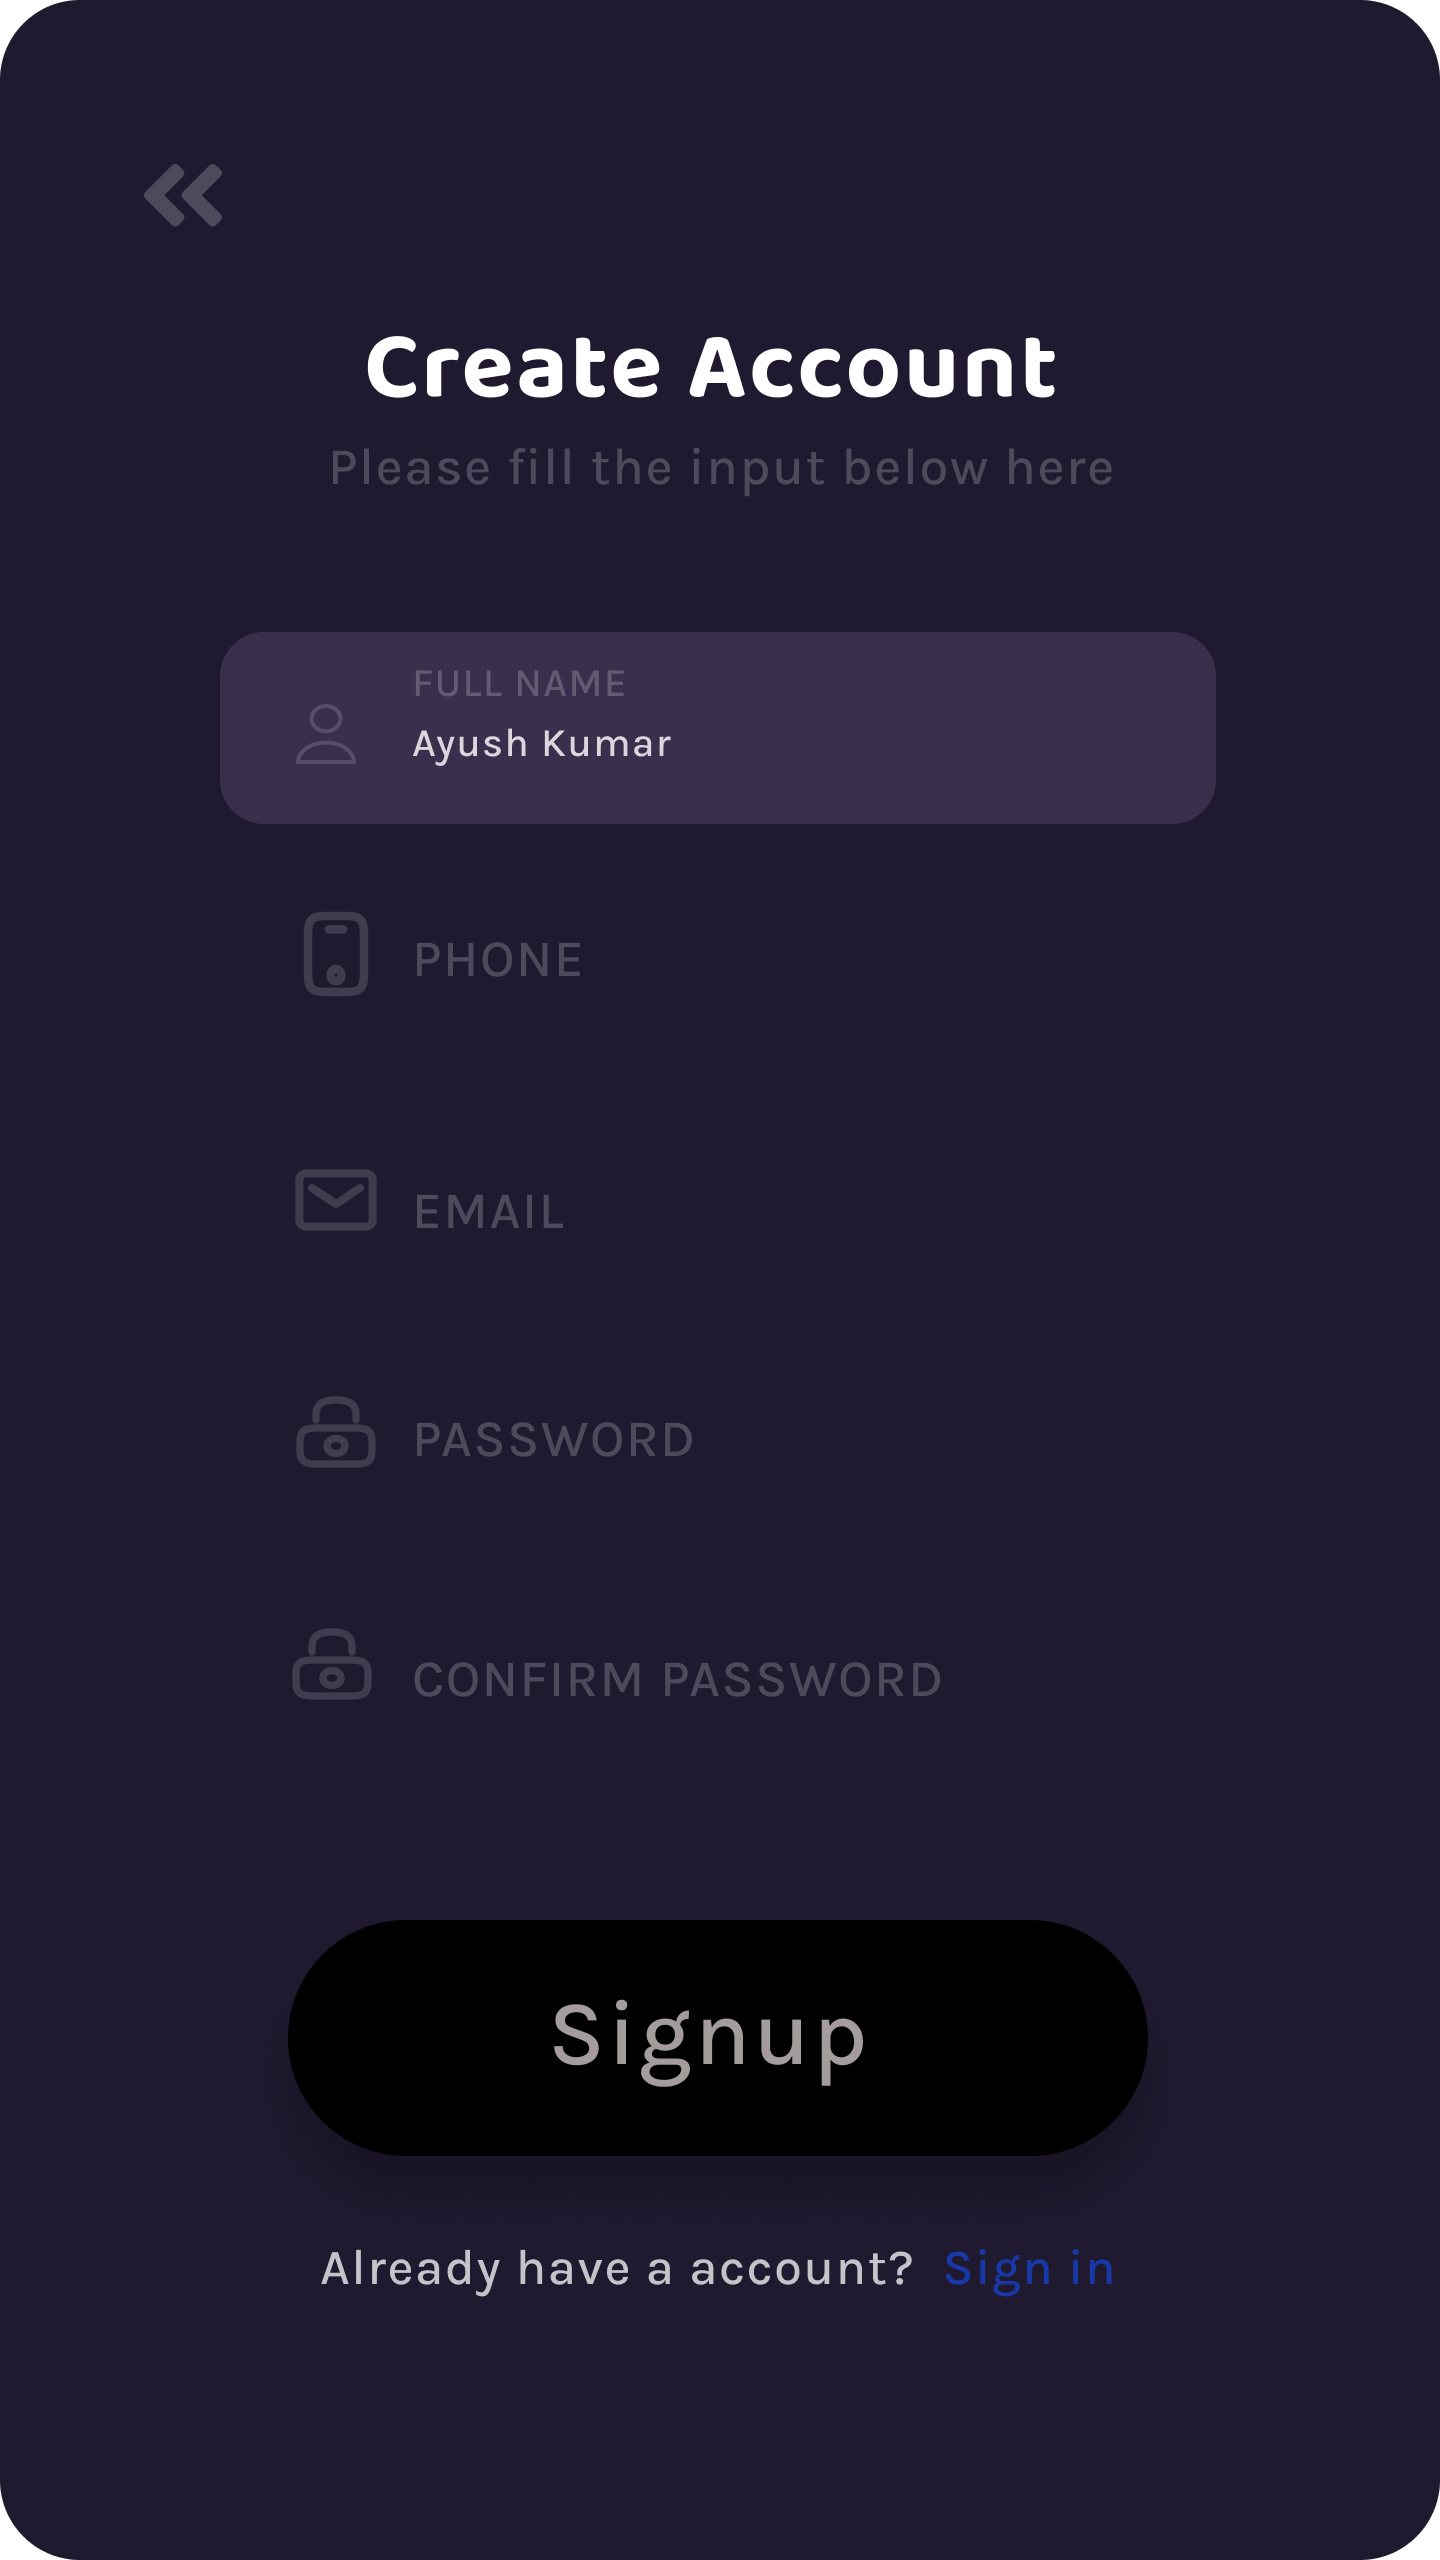 Create Account
Please fill the input below here
FULL NAME
Ayush Kumar
PHONE
EMAIL
PASSWORD
CONFIRM PASSWORD
Signup
Already have a account? Sign in